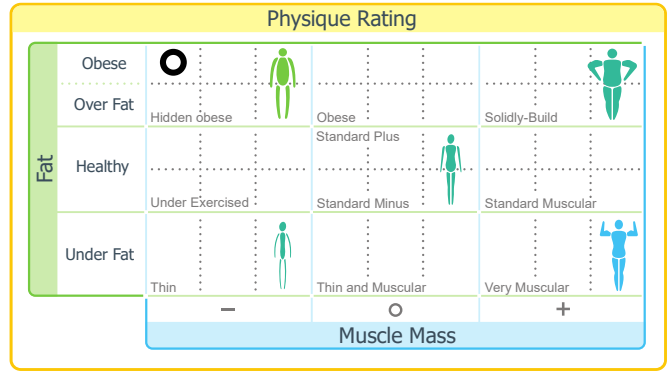 Physique Rating
Obese
Over Fat
Hidden obese
Obese
Solidly-Build
Fat
Healthy
Standard Plus
Under Exercised
Standard Minus
Standard Muscular
Under Fat
Thin
Thin and Muscular
Very Muscular
− ○ +
Muscle Mass